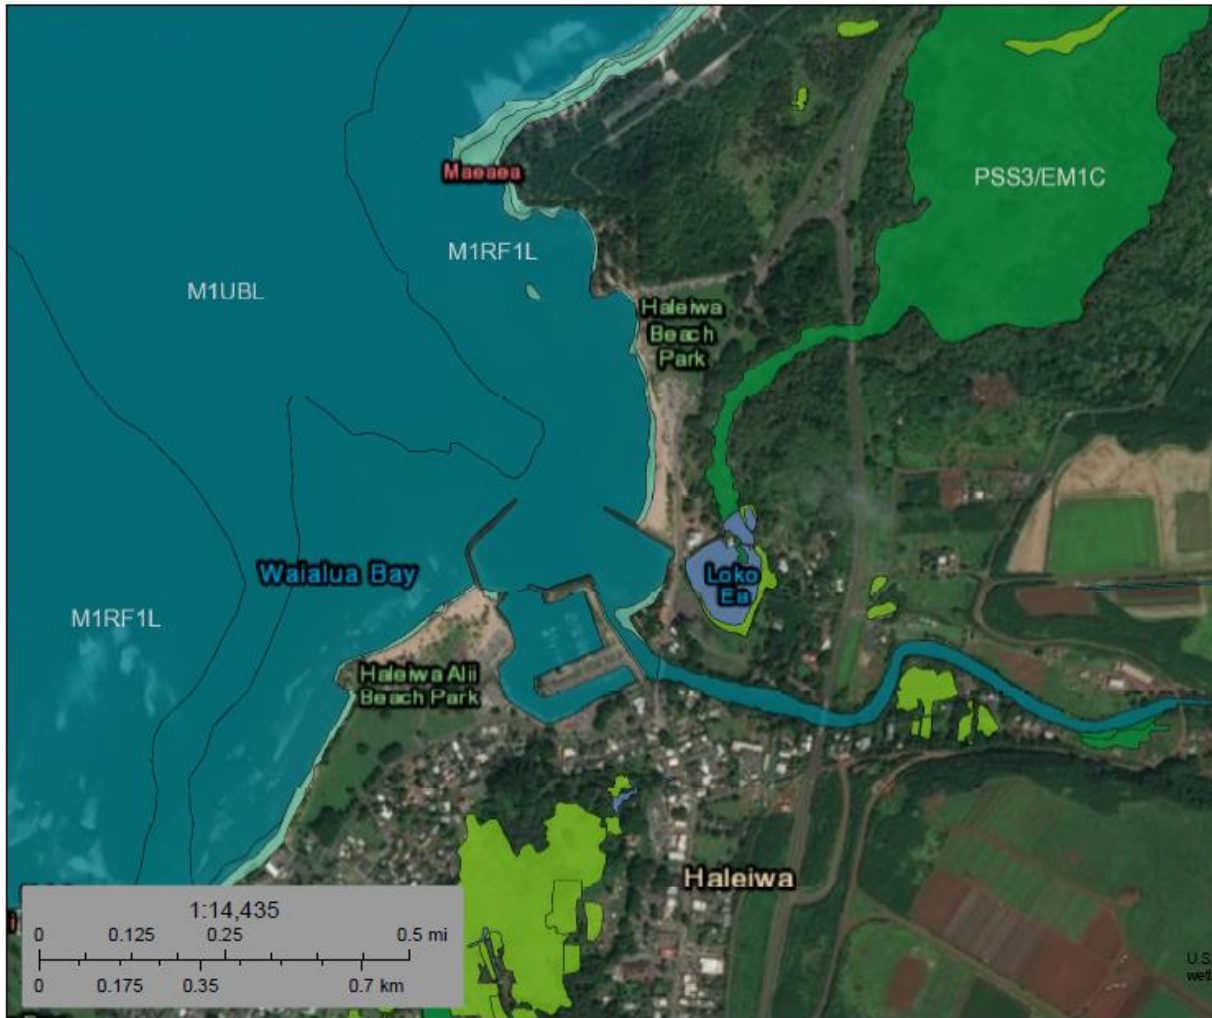 PSS3/EM1C
Maeaea
M1RF1L
M1UBL
Haleiwa
Beach
Park
Waialua Bay
Loko
Ea
M1RF1L
Haleiwa Alii
Beach Park
Haleiwa
1:14,435
0 0.125 0.25 0.5 mi
0 0.175 0.35 0.7 km
U.S
wetl